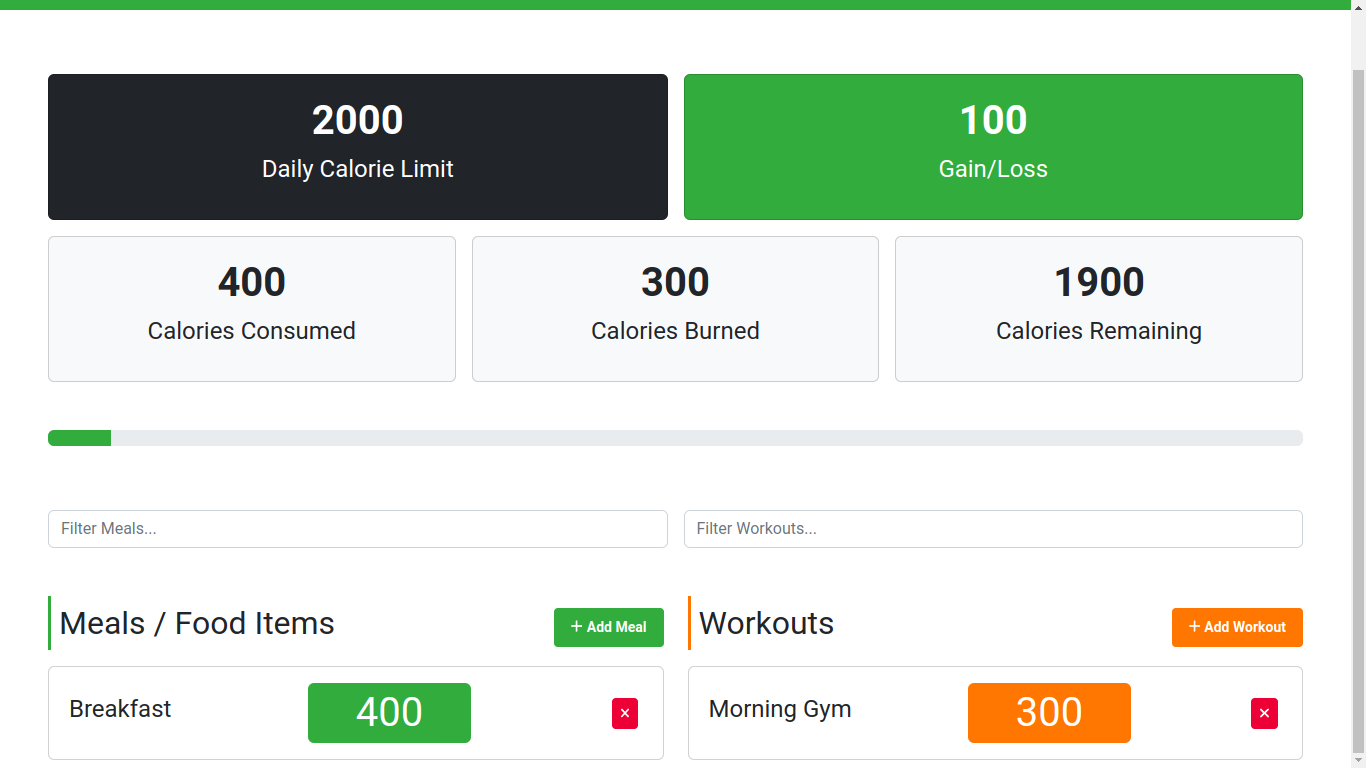 2000
Daily Calorie Limit
100
Gain/Loss
400
Calories Consumed
300
Calories Burned
1900
Calories Remaining
Filter Meals...
Filter Workouts...
Meals / Food Items
+ Add Meal
Workouts
+ Add Workout
Breakfast
400
Morning Gym
300